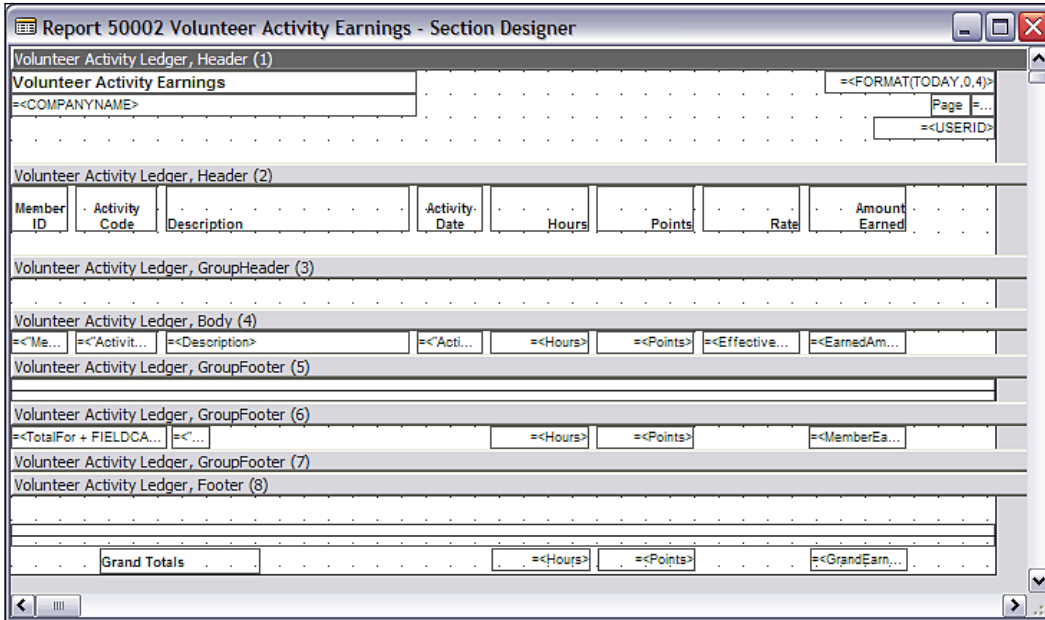 Report 50002 Volunteer Activity Earnings - Section Designer
Volunteer Activity Ledger, Header (1)
Volunteer Activity Earnings =<FORMAT(TODAY,0,4)>
=<COMPANYNAME> Page =...
=<USERID>
Volunteer Activity Ledger, Header (2)
Member Activity Activity Amount
ID Code Description Date Hours Points Rate Earned
Volunteer Activity Ledger, GroupHeader (3)
Volunteer Activity Ledger, Body (4)
=<"Me... =<"Activit... =<Description> =<"Acti... =<Hours> =<Points> =<Effective... =<EarnedAm...
Volunteer Activity Ledger, GroupFooter (5)
Volunteer Activity Ledger, GroupFooter (6)
=<TotalFor + FIELDCA... =<"... =<Hours> =<Points> =<MemberEa...
Volunteer Activity Ledger, GroupFooter (7)
Volunteer Activity Ledger, Footer (8)
Grand Totals =<Hours> =<Points> =<GrandEarn...